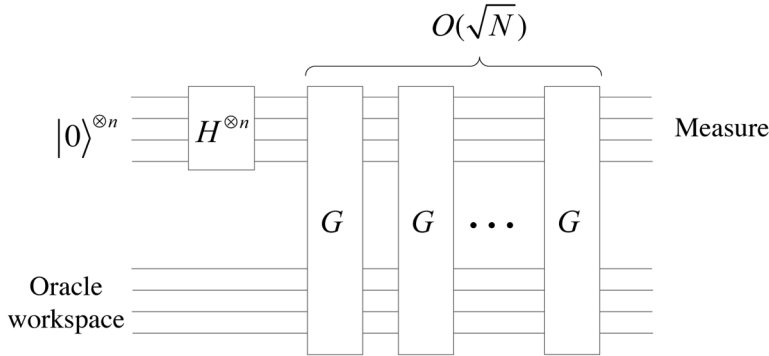 O(√N)
|0⟩⊗n
H⊗n
Measure
G
G
...
G
Oracle
workspace